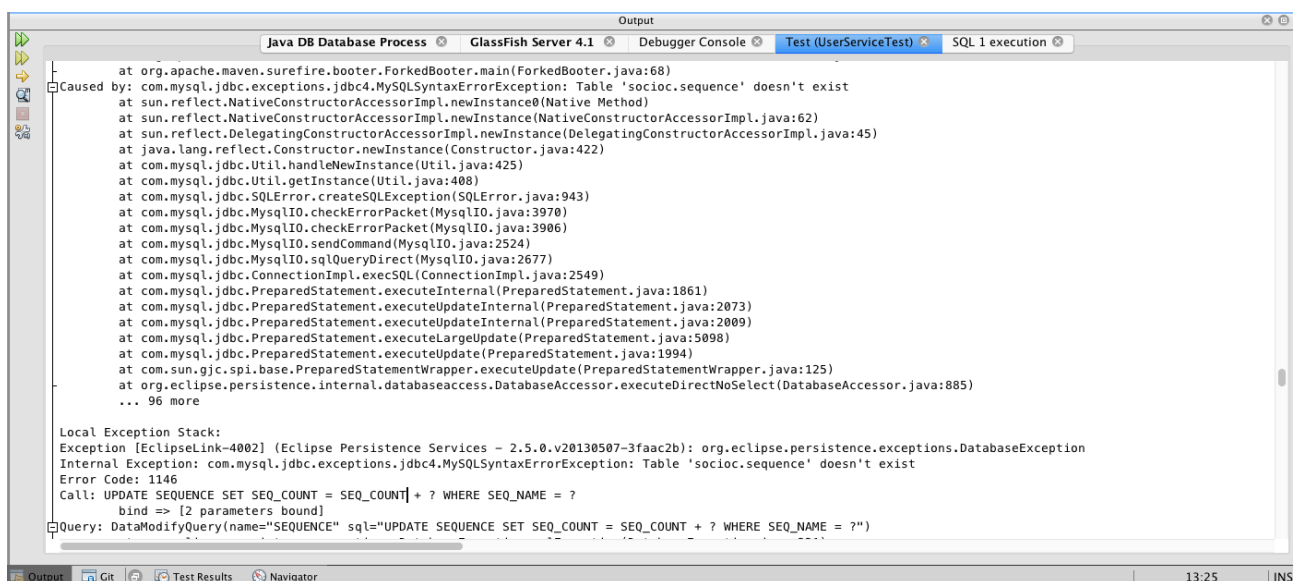 Output
Java DB Database Process GlassFish Server 4.1 Debugger Console Test (UserServiceTest) SQL 1 execution
at org.apache.maven.surefire.booter.ForkedBooter.main(ForkedBooter.java:68)
Caused by: com.mysql.jdbc.exceptions.jdbc4.MySQLSyntaxErrorException: Table 'socioc.sequence' doesn't exist
at sun.reflect.NativeConstructorAccessorImpl.newInstance0(Native Method)
at sun.reflect.NativeConstructorAccessorImpl.newInstance(NativeConstructorAccessorImpl.java:62)
at sun.reflect.DelegatingConstructorAccessorImpl.newInstance(DelegatingConstructorAccessorImpl.java:45)
at java.lang.reflect.Constructor.newInstance(Constructor.java:422)
at com.mysql.jdbc.Util.handleNewInstance(Util.java:425)
at com.mysql.jdbc.Util.getInstance(Util.java:408)
at com.mysql.jdbc.SQLError.createSQLException(SQLError.java:943)
at com.mysql.jdbc.MysqlIO.checkErrorPacket(MysqlIO.java:3970)
at com.mysql.jdbc.MysqlIO.checkErrorPacket(MysqlIO.java:3906)
at com.mysql.jdbc.MysqlIO.sendCommand(MysqlIO.java:2524)
at com.mysql.jdbc.MysqlIO.sqlQueryDirect(MysqlIO.java:2677)
at com.mysql.jdbc.ConnectionImpl.execSQL(ConnectionImpl.java:2549)
at com.mysql.jdbc.PreparedStatement.executeInternal(PreparedStatement.java:1861)
at com.mysql.jdbc.PreparedStatement.executeUpdateInternal(PreparedStatement.java:2073)
at com.mysql.jdbc.PreparedStatement.executeUpdateInternal(PreparedStatement.java:2009)
at com.mysql.jdbc.PreparedStatement.executeLargeUpdate(PreparedStatement.java:5098)
at com.mysql.jdbc.PreparedStatement.executeUpdate(PreparedStatement.java:1994)
at com.sun.gjc.spi.base.PreparedStatementWrapper.executeUpdate(PreparedStatementWrapper.java:125)
at org.eclipse.persistence.internal.databaseaccess.DatabaseAccessor.executeDirectNoSelect(DatabaseAccessor.java:885)
... 96 more
Local Exception Stack:
Exception [EclipseLink-4002] (Eclipse Persistence Services - 2.5.0.v20130507-3faac2b): org.eclipse.persistence.exceptions.DatabaseException
Internal Exception: com.mysql.jdbc.exceptions.jdbc4.MySQLSyntaxErrorException: Table 'socioc.sequence' doesn't exist
Error Code: 1146
Call: UPDATE SEQUENCE SET SEQ_COUNT = SEQ_COUNT + ? WHERE SEQ_NAME = ?
bind => [2 parameters bound]
Query: DataModifyQuery(name="SEQUENCE" sql="UPDATE SEQUENCE SET SEQ_COUNT = SEQ_COUNT + ? WHERE SEQ_NAME = ?")
Output Git Test Results Navigator 13:25 INS